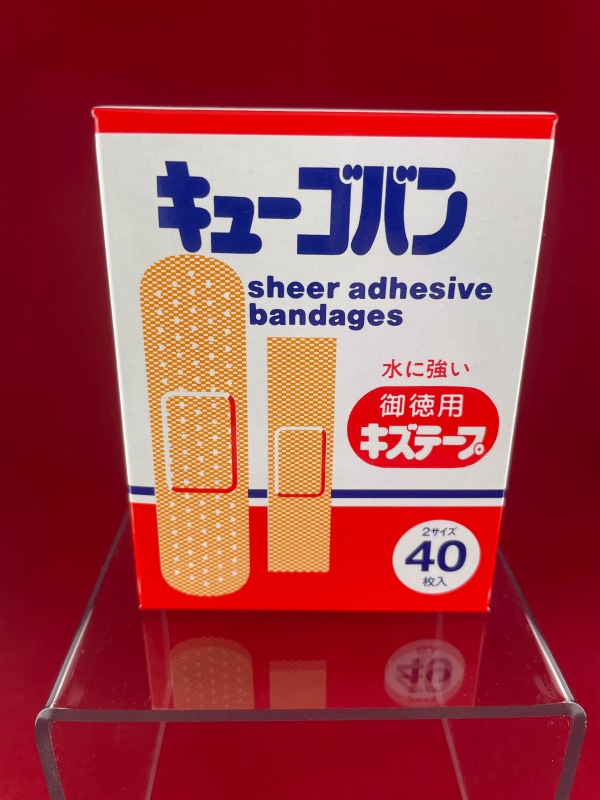 キューゴバン
sheer adhesive
bandages
水に強い
御徳用
キズテープ
2サイズ
40
枚入